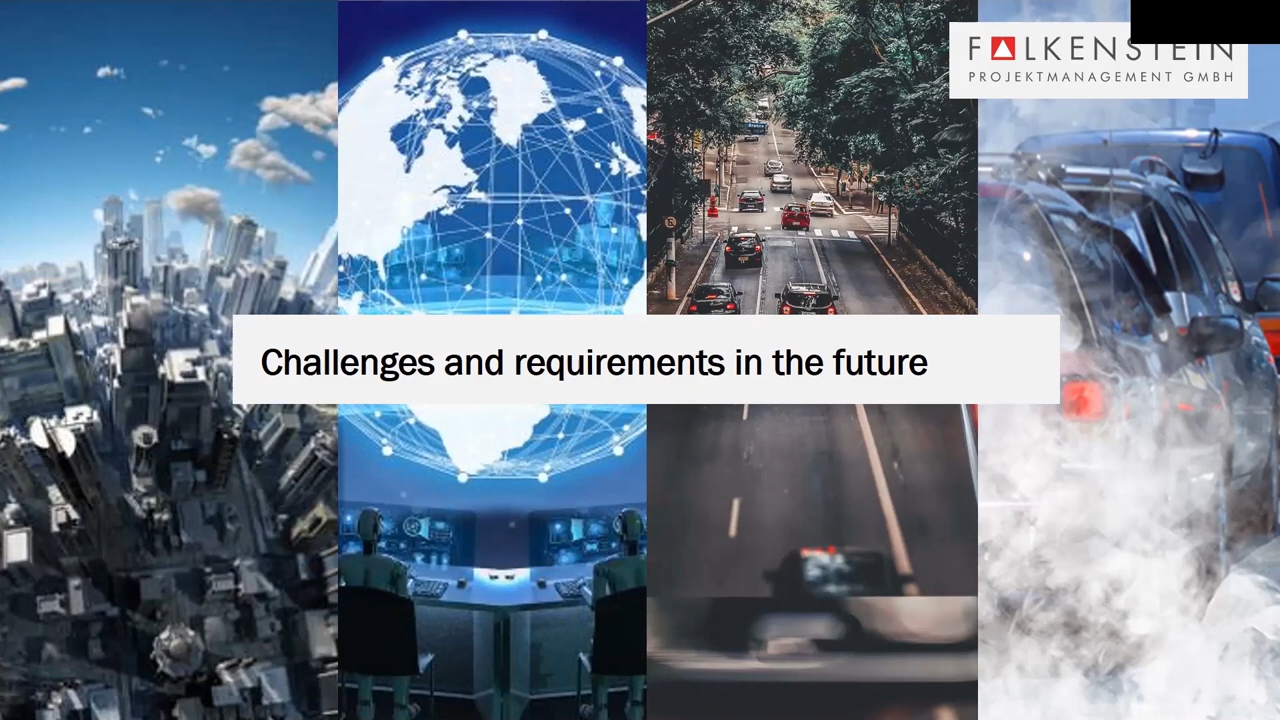 FALKENSTEIN
PROJEKTMANAGEMENT GMBH
Challenges and requirements in the future